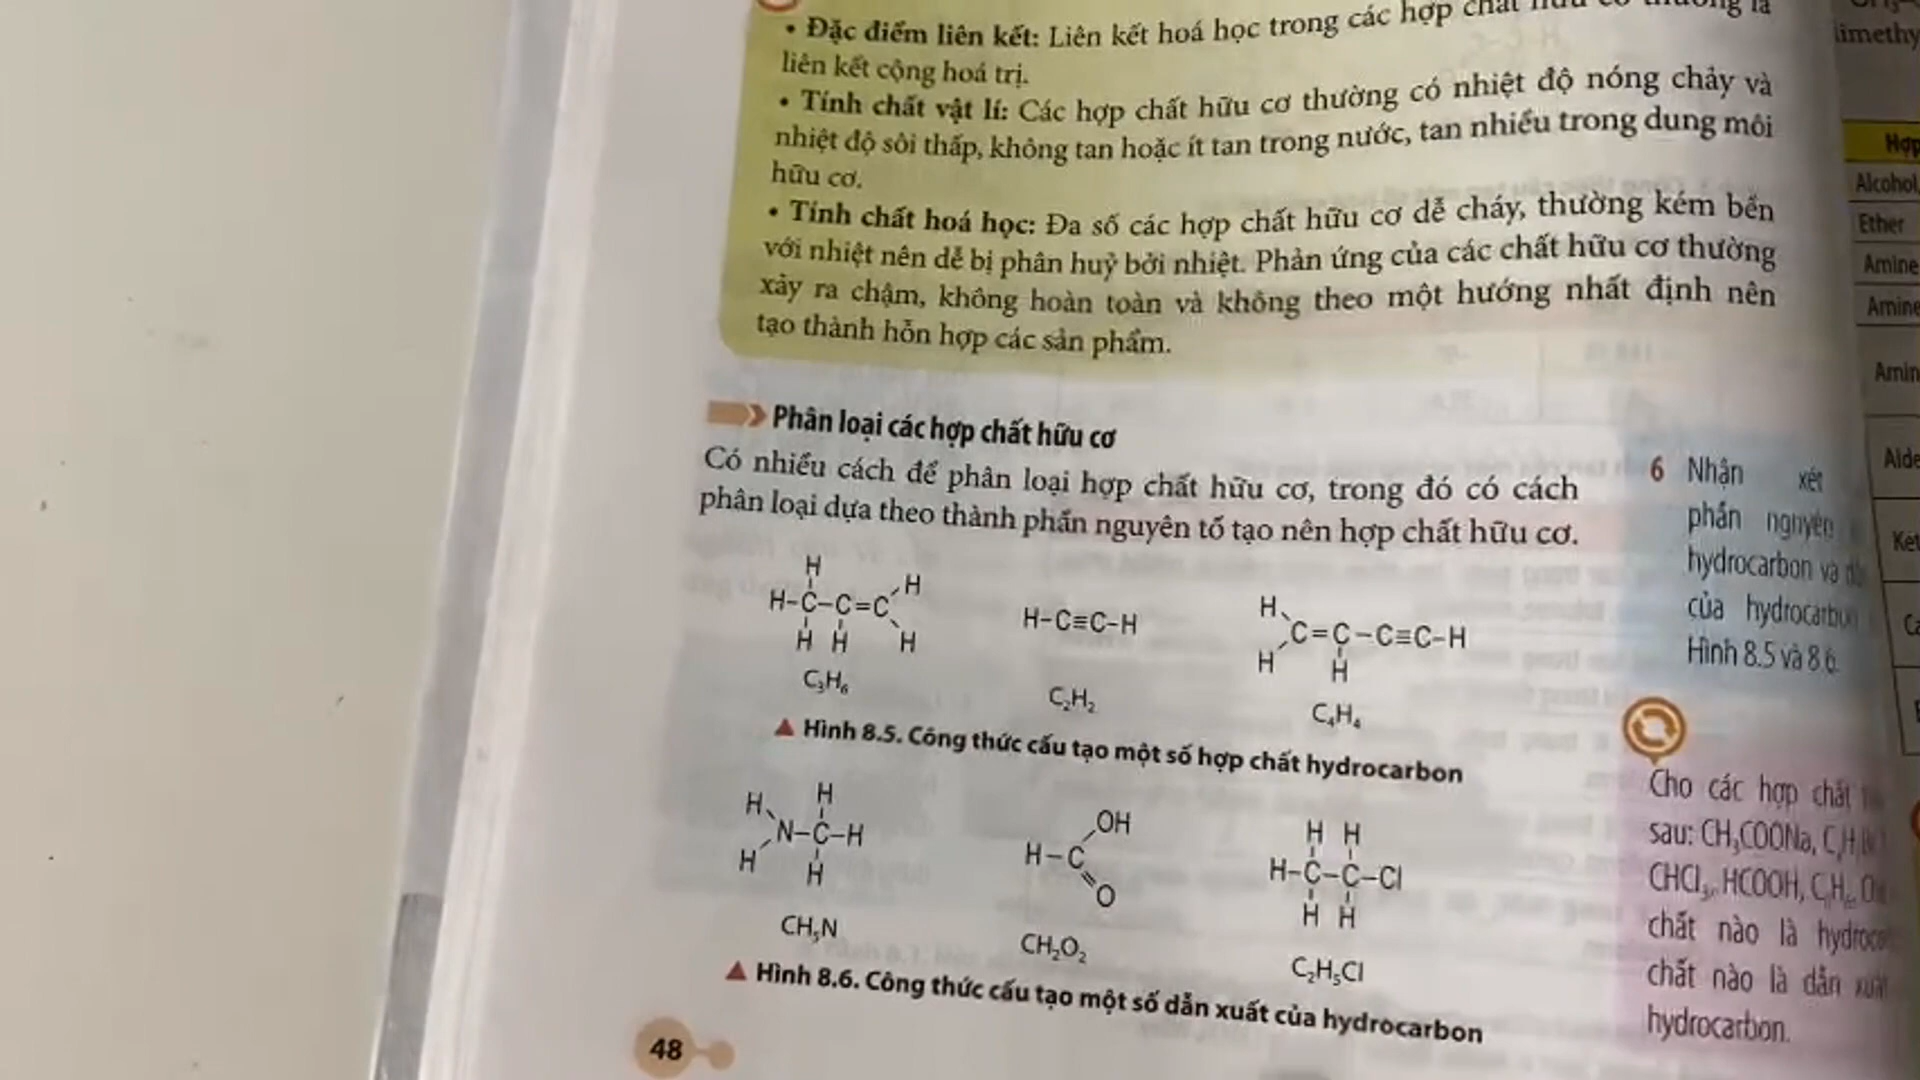 • Đặc điểm liên kết: Liên kết hoá học trong các hợp chất hữu cơ thường là
liên kết cộng hoá trị.
• Tính chất vật lí: Các hợp chất hữu cơ thường có nhiệt độ nóng chảy và
nhiệt độ sôi thấp, không tan hoặc ít tan trong nước, tan nhiều trong dung môi
hữu cơ.
• Tính chất hoá học: Đa số các hợp chất hữu cơ dễ cháy, thường kém bền
với nhiệt nên dễ bị phân huỷ bởi nhiệt. Phản ứng của các chất hữu cơ thường
xảy ra chậm, không hoàn toàn và không theo một hướng nhất định nên
tạo thành hỗn hợp các sản phẩm.
Phân loại các hợp chất hữu cơ
Có nhiều cách để phân loại hợp chất hữu cơ, trong đó có cách
phân loại dựa theo thành phần nguyên tố tạo nên hợp chất hữu cơ.
H
H-C-C=C H
H H H
C₃H₆
H-C≡C-H
C₂H₂
H
C=C-C≡C-H
H H
C₄H₄
▲ Hình 8.5. Công thức cấu tạo một số hợp chất hydrocarbon
H H
N-C-H
H H
CH₅N
OH
H-C
O
CH₂O₂
H H
H-C-C-Cl
H H
C₂H₅Cl
▲ Hình 8.6. Công thức cấu tạo một số dẫn xuất của hydrocarbon
48
6 Nhận xét
phần nguyên
hydrocarbon và
của
Hình 8.5 và 8.6.
Cho các hợp chất
sau: CH₃COONa,
CHCl₃, HCOOH,
chất nào là
chất nào là dẫn
hydrocarbon.
Alcohol
Ether
Amine
Amine